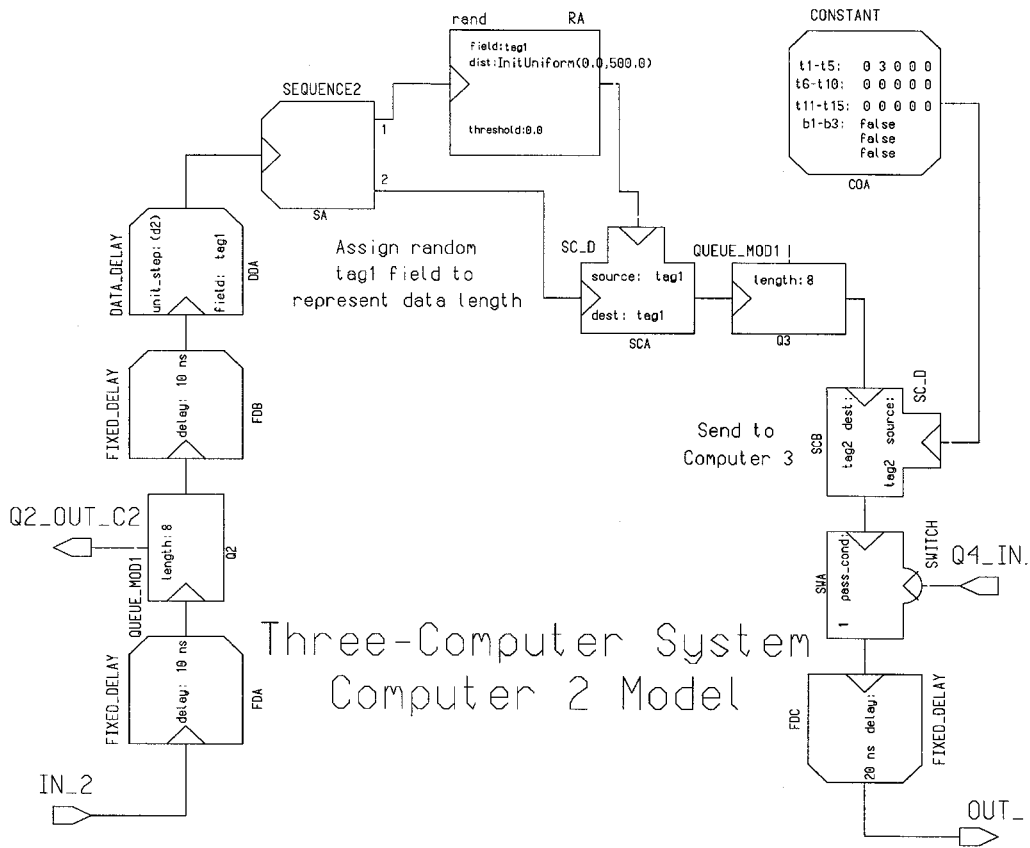 CONSTANT
rand
RA
field:tag1
dist:InitUniform(0.0,500.0)
threshold:0.0
t1-t5: 0 3 0 0 0
t6-t10: 0 0 0 0 0
t11-t15: 0 0 0 0 0
b1-b3: false
false
false
COA
SEQUENCE2
1
2
SA
Assign random
tag1 field to
represent data length
SC_D
source: tag1
dest: tag1
SCA
QUEUE_MOD1
length:8
Q3
DATA_DELAY
unit_step:(d2)
field: tag1
DDA
FIXED_DELAY
delay: 10 ns
FDB
Send to
Computer 3
SCB
tag2 dest:
tag2 source:
SC_D
Q2_OUT_C2
QUEUE_MOD1
length:8
Q2
SWA
pass_cond:
1
SWITCH
Q4_IN.
Three-Computer System
Computer 2 Model
FIXED_DELAY
delay: 10 ns
FDA
FDC
20 ns delay:
FIXED_DELAY
IN_2
OUT_